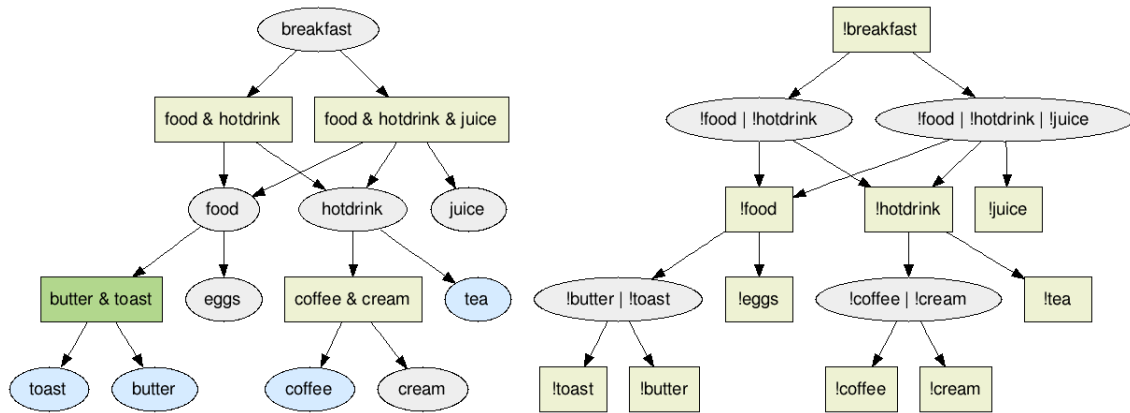 breakfast
!breakfast
food & hotdrink
food & hotdrink & juice
!food | !hotdrink
!food | !hotdrink | !juice
food
hotdrink
juice
!food
!hotdrink
!juice
butter & toast
eggs
coffee & cream
tea
!butter | !toast
!eggs
!coffee | !cream
!tea
toast
butter
coffee
cream
!toast
!butter
!coffee
!cream